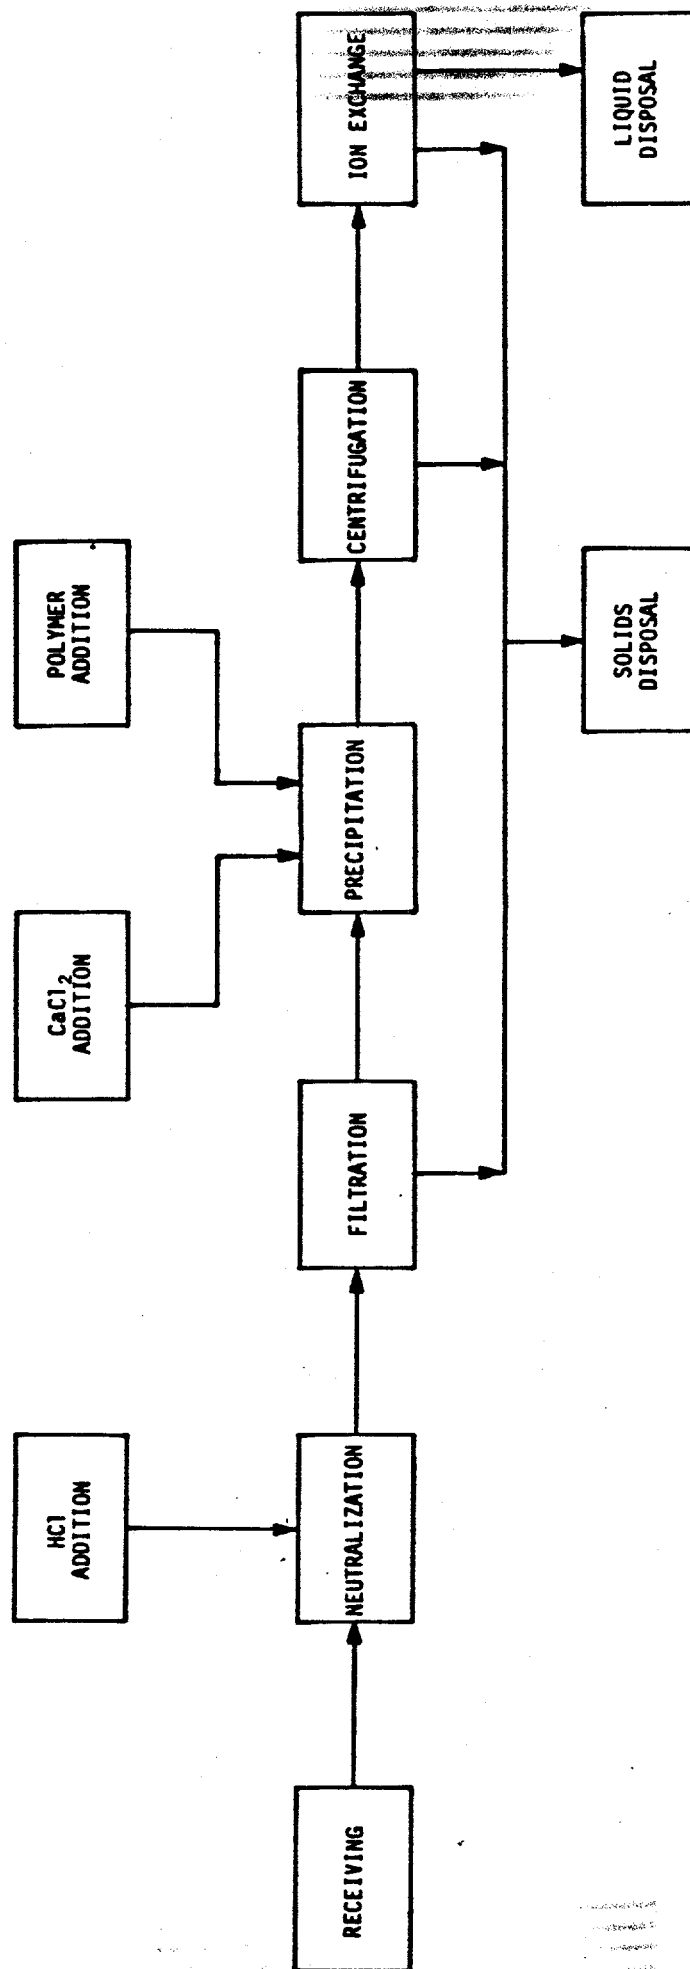 HCl
ADDITION
CaCl2
ADDITION
POLYMER
ADDITION
RECEIVING
NEUTRALIZATION
FILTRATION
PRECIPITATION
CENTRIFUGATION
ION EXCHANGE
SOLIDS
DISPOSAL
LIQUID
DISPOSAL